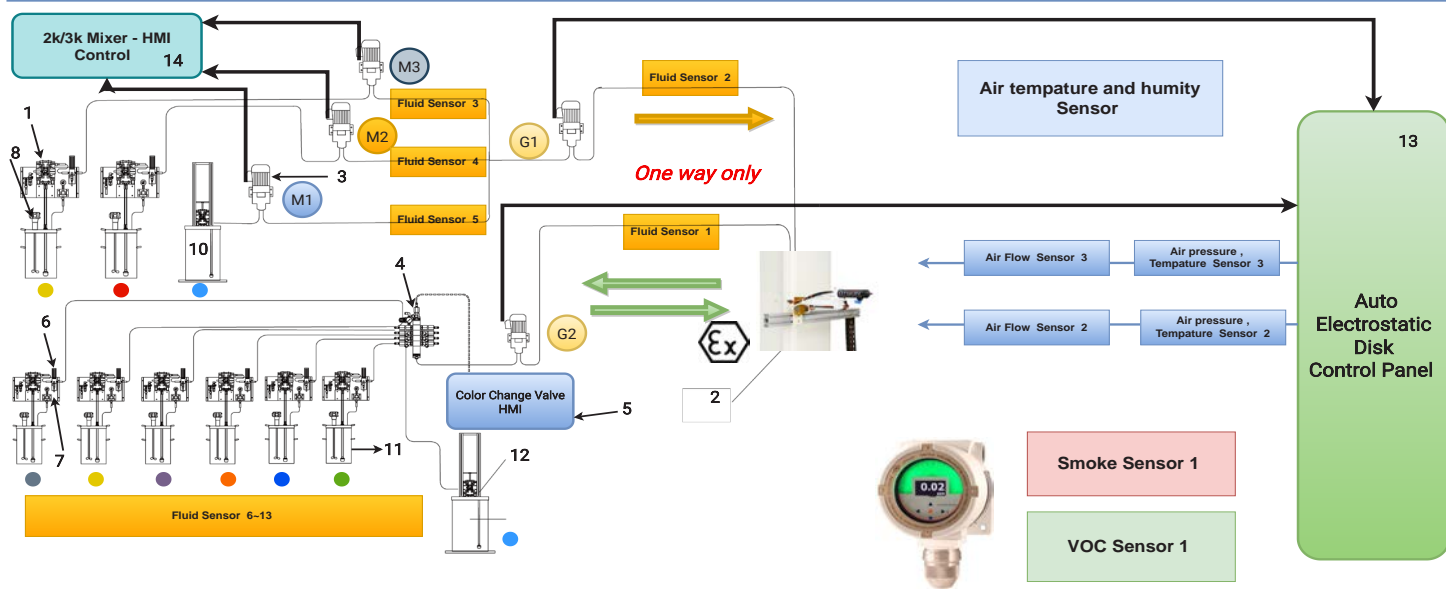 2k/3k Mixer - HMI
Control
14
M3
Fluid Sensor 2
Air tempature and humity
Sensor
1
Fluid Sensor 3
13
8
M2
G1
Fluid Sensor 4
3
One way only
M1
Fluid Sensor 5
10
Fluid Sensor 1
4
Air Flow Sensor 3
Air pressure ,
Tempature Sensor 3
6
G2
Ex
Air Flow Sensor 2
Air pressure ,
Tempature Sensor 2
Auto
Electrostatic
Disk
Control Panel
Color Change Valve
HMI
5
2
7
11
12
Smoke Sensor 1
0.02
Fluid Sensor 6~13
VOC Sensor 1